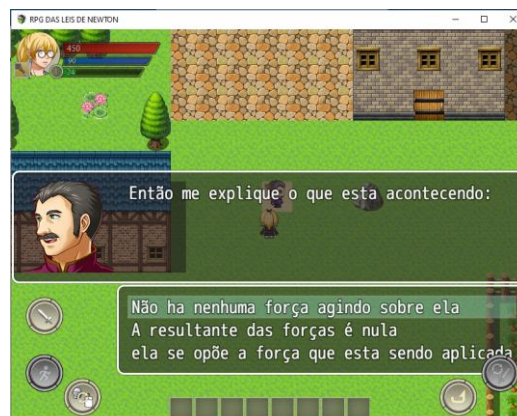 RPG DAS LEIS DE NEWTON
450
90
24
Então me explique o que esta acontecendo:
Não ha nenhuma força agindo sobre ela
A resultante das forças é nula
ela se opõe a força que esta sendo aplicada